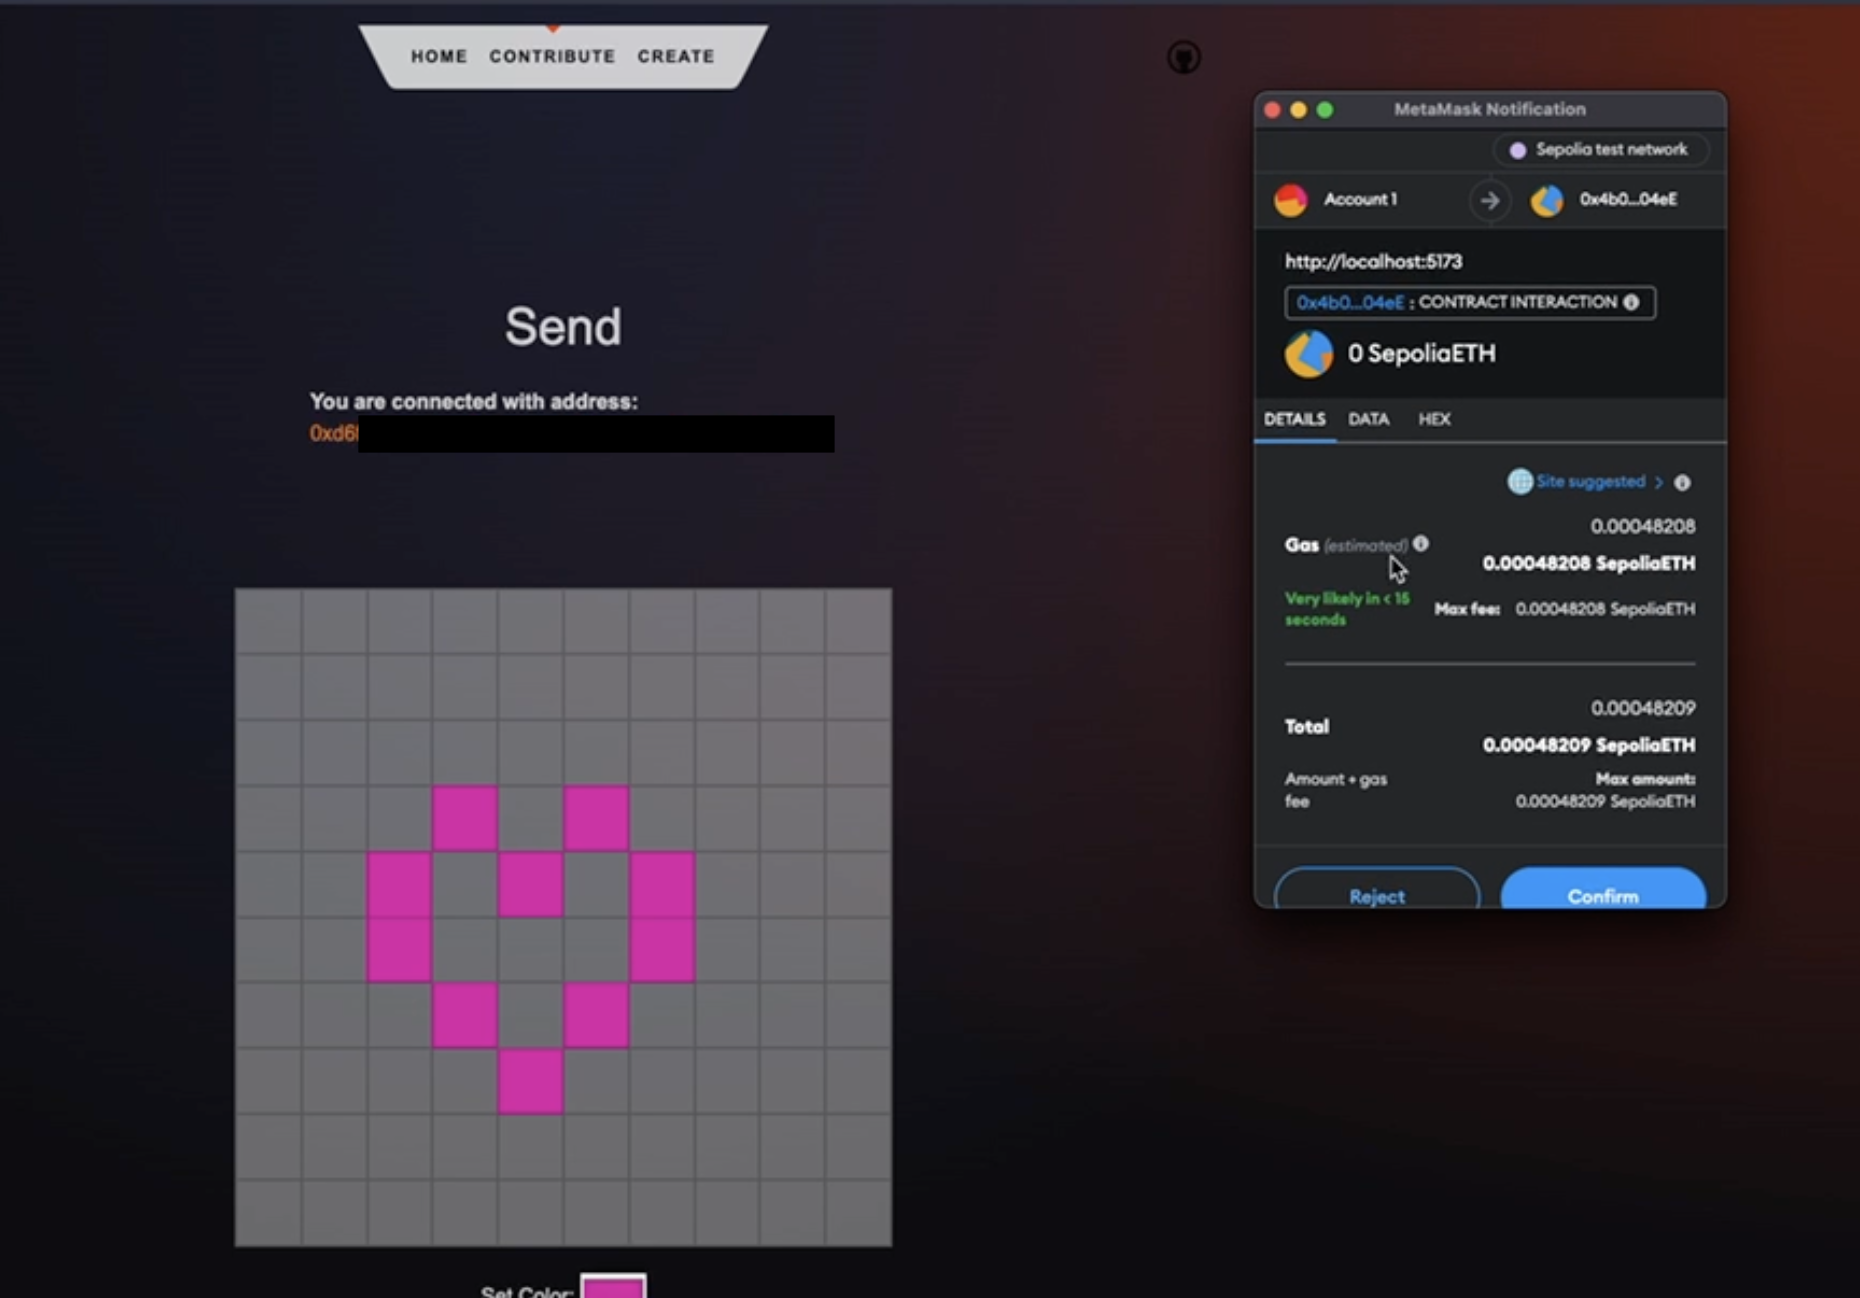 HOME CONTRIBUTE CREATE
Send
You are connected with address:
0xd6
Set Color:
MetaMask Notification
Sepolia test network
Account 1
0x4b0...04eE
http://localhost:5173
0x4b0...04eE : CONTRACT INTERACTION
0 SepoliaETH
DETAILS DATA HEX
Site suggested >
0.00048208
Gas (estimated)
0.00048208 SepoliaETH
Very likely in < 15
seconds
Max fee: 0.00048208 SepoliaETH
0.00048209
Total
0.00048209 SepoliaETH
Amount + gas
fee
Max amount:
0.00048209 SepoliaETH
Reject
Confirm